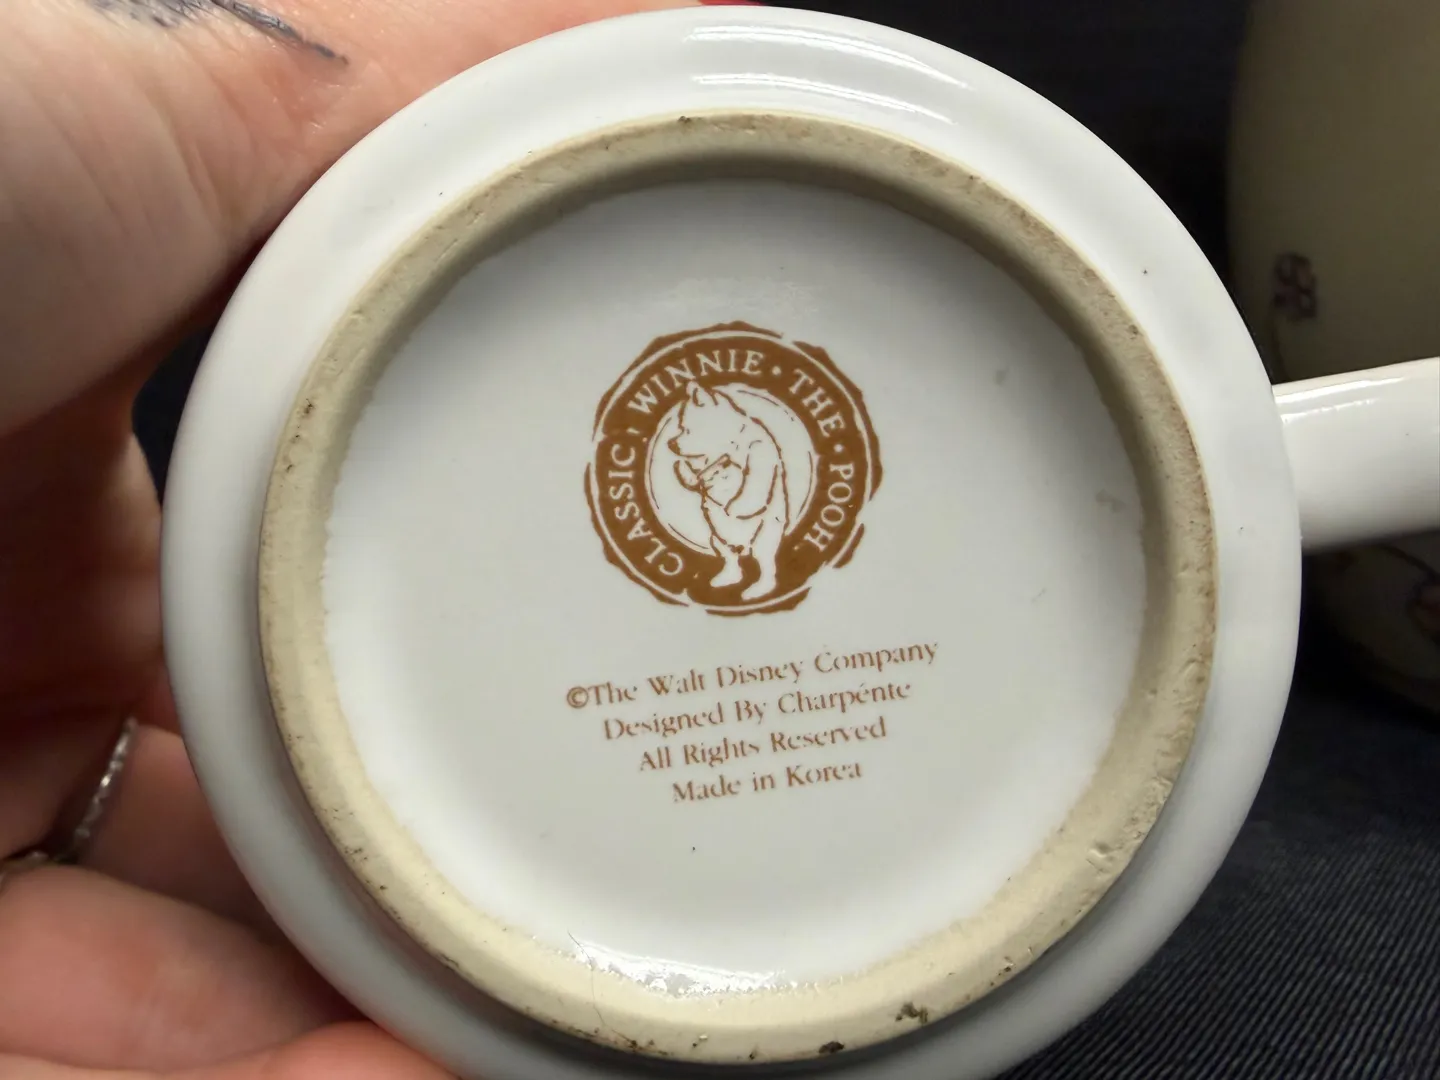 CLASSIC · WINNIE · THE · POOH
©The Walt Disney Company
Designed By Charpénte
All Rights Reserved
Made in Korea